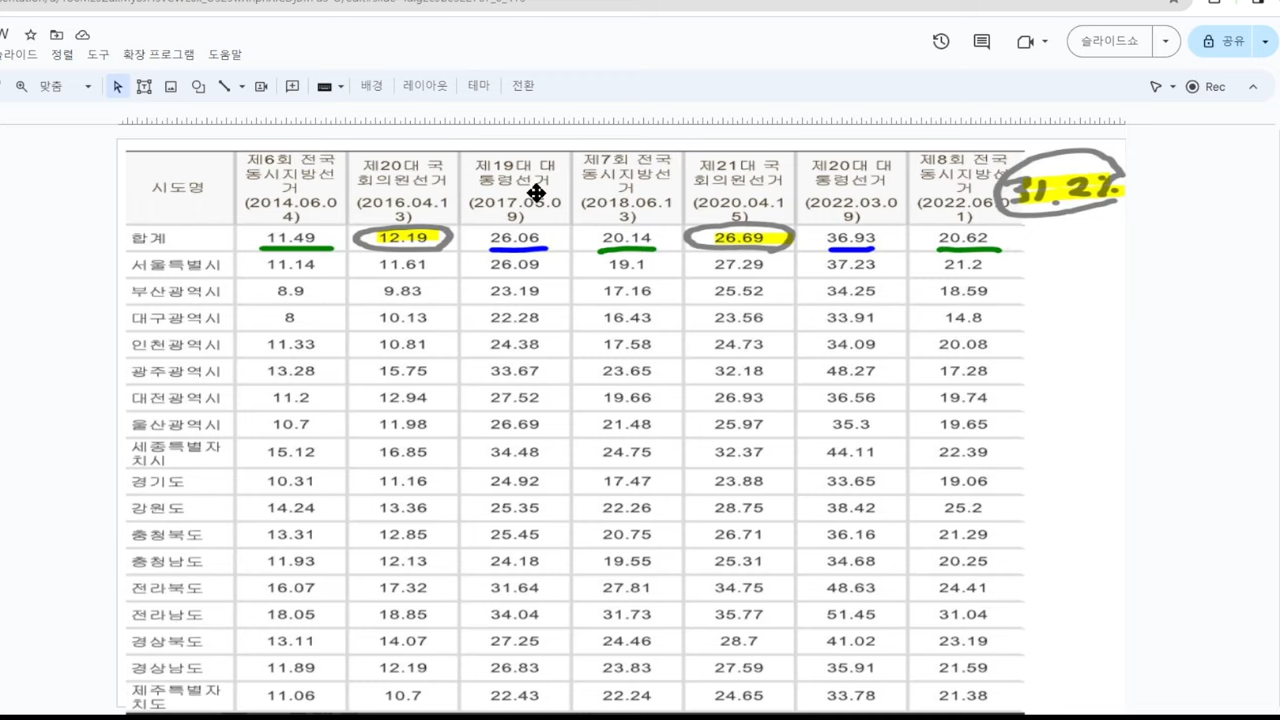 슬라이드 정렬 도구 확장 프로그램 도움말
슬라이드쇼 공유
맞춤 배경 레이아웃 테마 전환 Rec
시도명
제6회 전국
동시지방선
거
(2014.06.0
4)
제20대 국
회의원선거
(2016.04.1
3)
제19대 대
통령선거
(2017.05.0
9)
제7회 전국
동시지방선
거
(2018.06.1
3)
제21대 국
회의원선거
(2020.04.1
5)
제20대 대
통령선거
(2022.03.0
9)
제8회 전국
동시지방선
거
(2022.06.0
1)
31.2%
합계 11.49 12.19 26.06 20.14 26.69 36.93 20.62
서울특별시 11.14 11.61 26.09 19.1 27.29 37.23 21.2
부산광역시 8.9 9.83 23.19 17.16 25.52 34.25 18.59
대구광역시 8 10.13 22.28 16.43 23.56 33.91 14.8
인천광역시 11.33 10.81 24.38 17.58 24.73 34.09 20.08
광주광역시 13.28 15.75 33.67 23.65 32.18 48.27 17.28
대전광역시 11.2 12.94 27.52 19.66 26.93 36.56 19.74
울산광역시 10.7 11.98 26.69 21.48 25.97 35.3 19.65
세종특별자
치시 15.12 16.85 34.48 24.75 32.37 44.11 22.39
경기도 10.31 11.16 24.92 17.47 23.88 33.65 19.06
강원도 14.24 13.36 25.35 22.26 28.75 38.42 25.2
충청북도 13.31 12.85 25.45 20.75 26.71 36.16 21.29
충청남도 11.93 12.13 24.18 19.55 25.31 34.68 20.25
전라북도 16.07 17.32 31.64 27.81 34.75 48.63 24.41
전라남도 18.05 18.85 34.04 31.73 35.77 51.45 31.04
경상북도 13.11 14.07 27.25 24.46 28.7 41.02 23.19
경상남도 11.89 12.19 26.83 23.83 27.59 35.91 21.59
제주특별자
치도 11.06 10.7 22.43 22.24 24.65 33.78 21.38